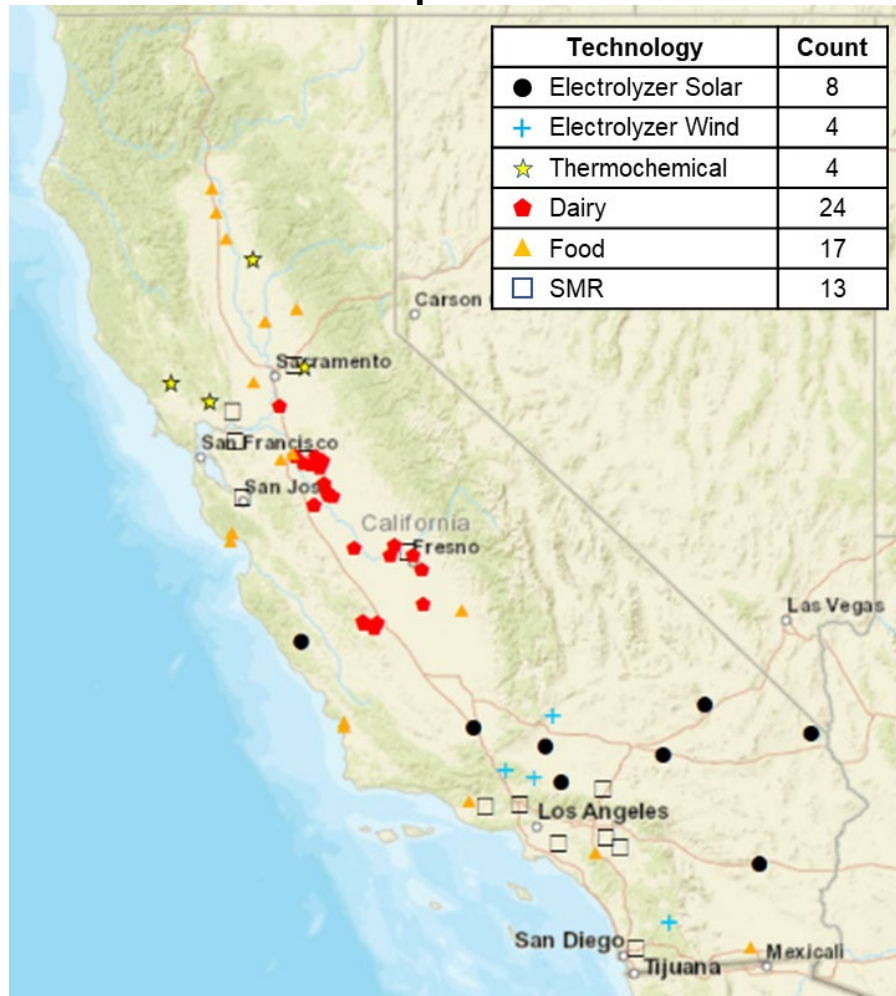 Technology Count
Electrolyzer Solar 8
Electrolyzer Wind 4
Thermochemical 4
Dairy 24
Food 17
SMR 13
Carson
Sacramento
San Francisco
San Jos
California
Fresno
Las Vegas
Los Angeles
San Diego
Mexicali
Tijuana